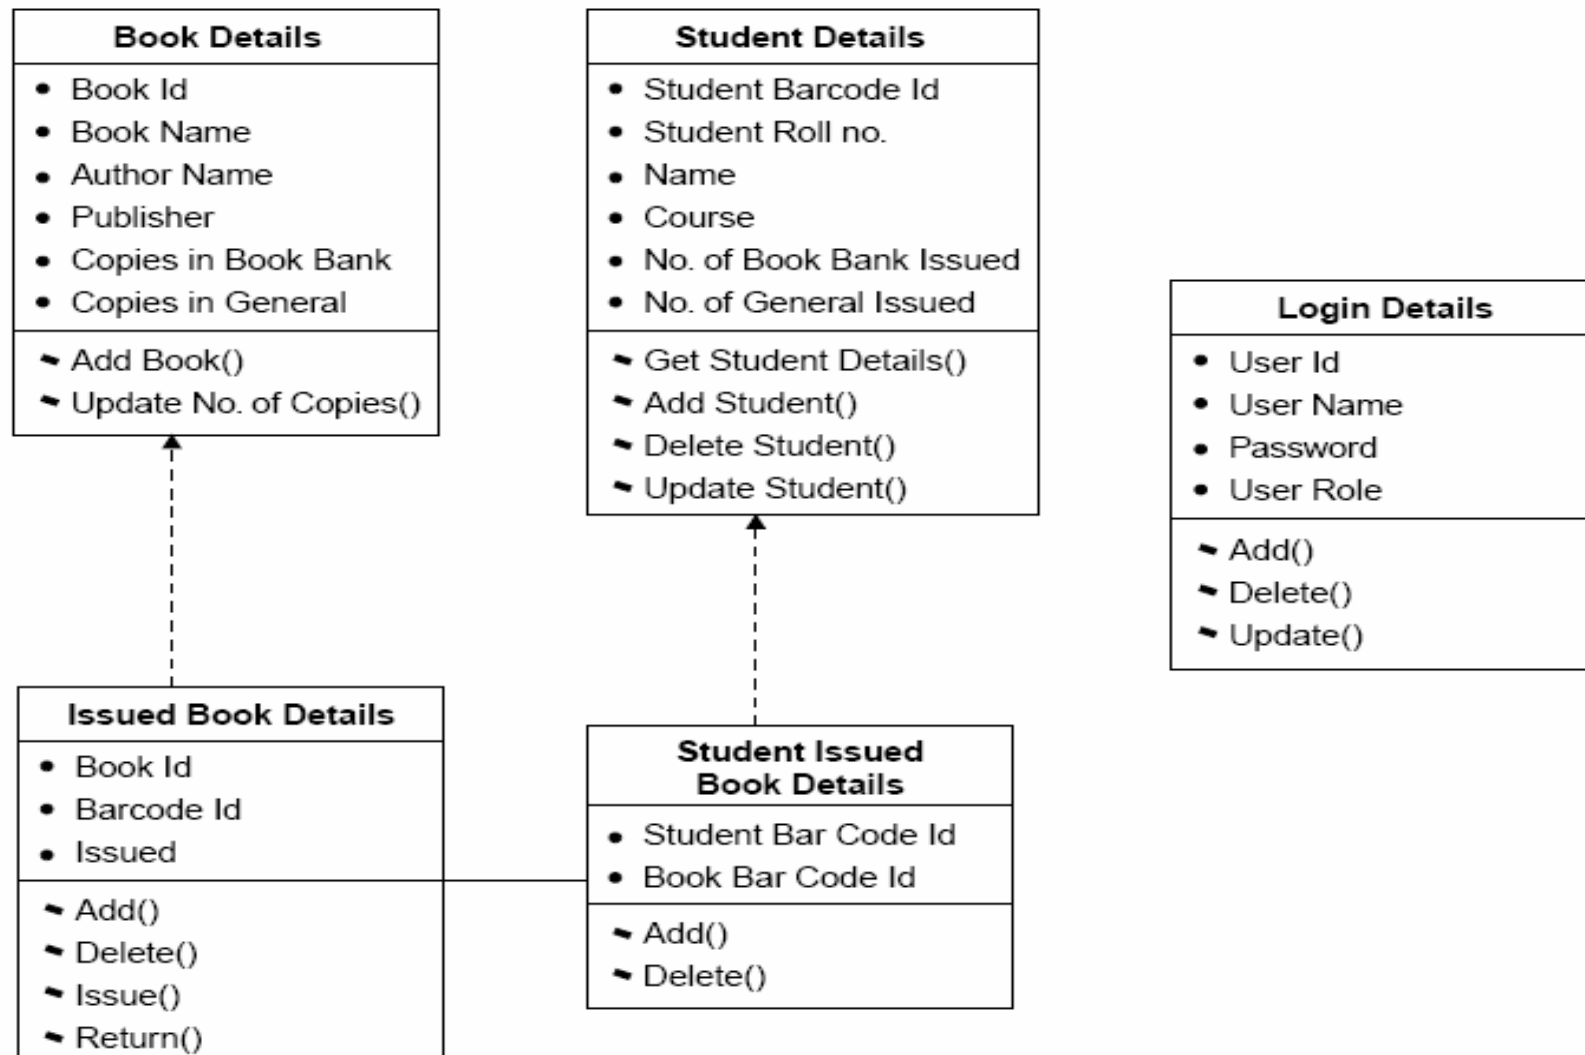 Book Details
Book Id
Book Name
Author Name
Publisher
Copies in Book Bank
Copies in General
Add Book()
Update No. of Copies()
Student Details
Student Barcode Id
Student Roll no.
Name
Course
No. of Book Bank Issued
No. of General Issued
Get Student Details()
Add Student()
Delete Student()
Update Student()
Login Details
User Id
User Name
Password
User Role
Add()
Delete()
Update()
Issued Book Details
Book Id
Barcode Id
Issued
Add()
Delete()
Issue()
Return()
Student Issued
Book Details
Student Bar Code Id
Book Bar Code Id
Add()
Delete()